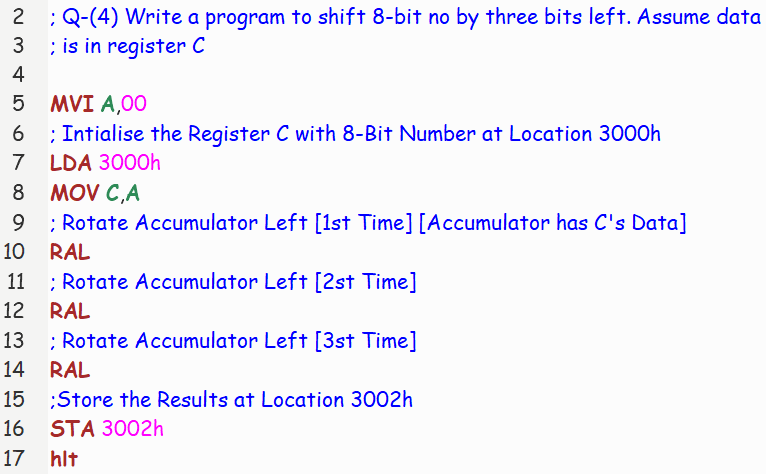 2 ; Q-(4) Write a program to shift 8-bit no by three bits left. Assume data
3 ; is in register C
4
5 MVI A,00
6 ; Intialise the Register C with 8-Bit Number at Location 3000h
7 LDA 3000h
8 MOV C,A
9 ; Rotate Accumulator Left [1st Time] [Accumulator has C's Data]
10 RAL
11 ; Rotate Accumulator Left [2st Time]
12 RAL
13 ; Rotate Accumulator Left [3st Time]
14 RAL
15 ;Store the Results at Location 3002h
16 STA 3002h
17 hlt